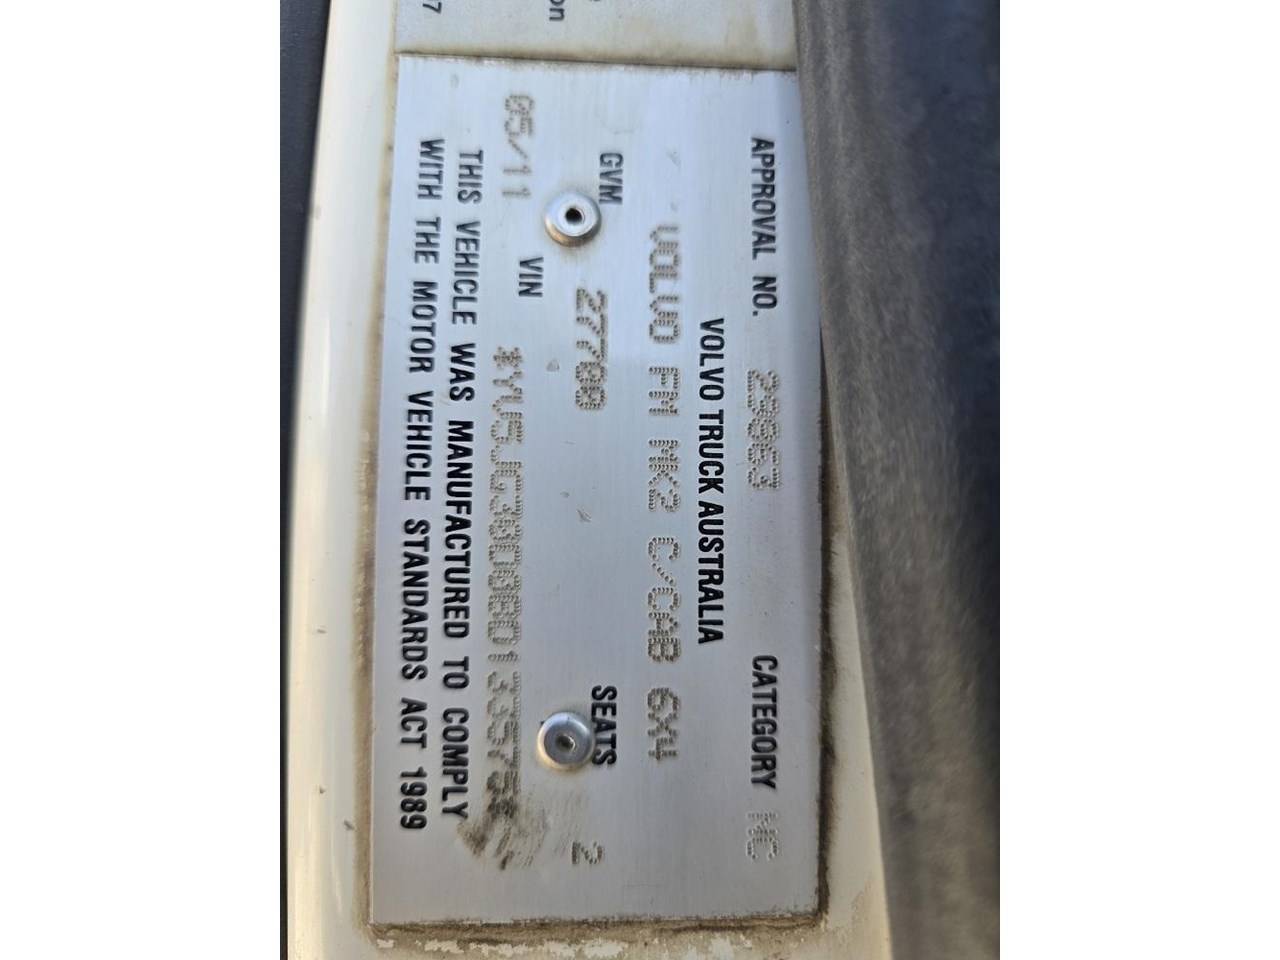 APPROVAL NO. 23863 CATEGORY MC
VOLVO TRUCK AUSTRALIA
VOLVO FM MK2 C/CAB 6X4
GVM 27700 SEATS 2
05/11 VIN
THIS VEHICLE WAS MANUFACTURED TO COMPLY
WITH THE MOTOR VEHICLE STANDARDS ACT 1989